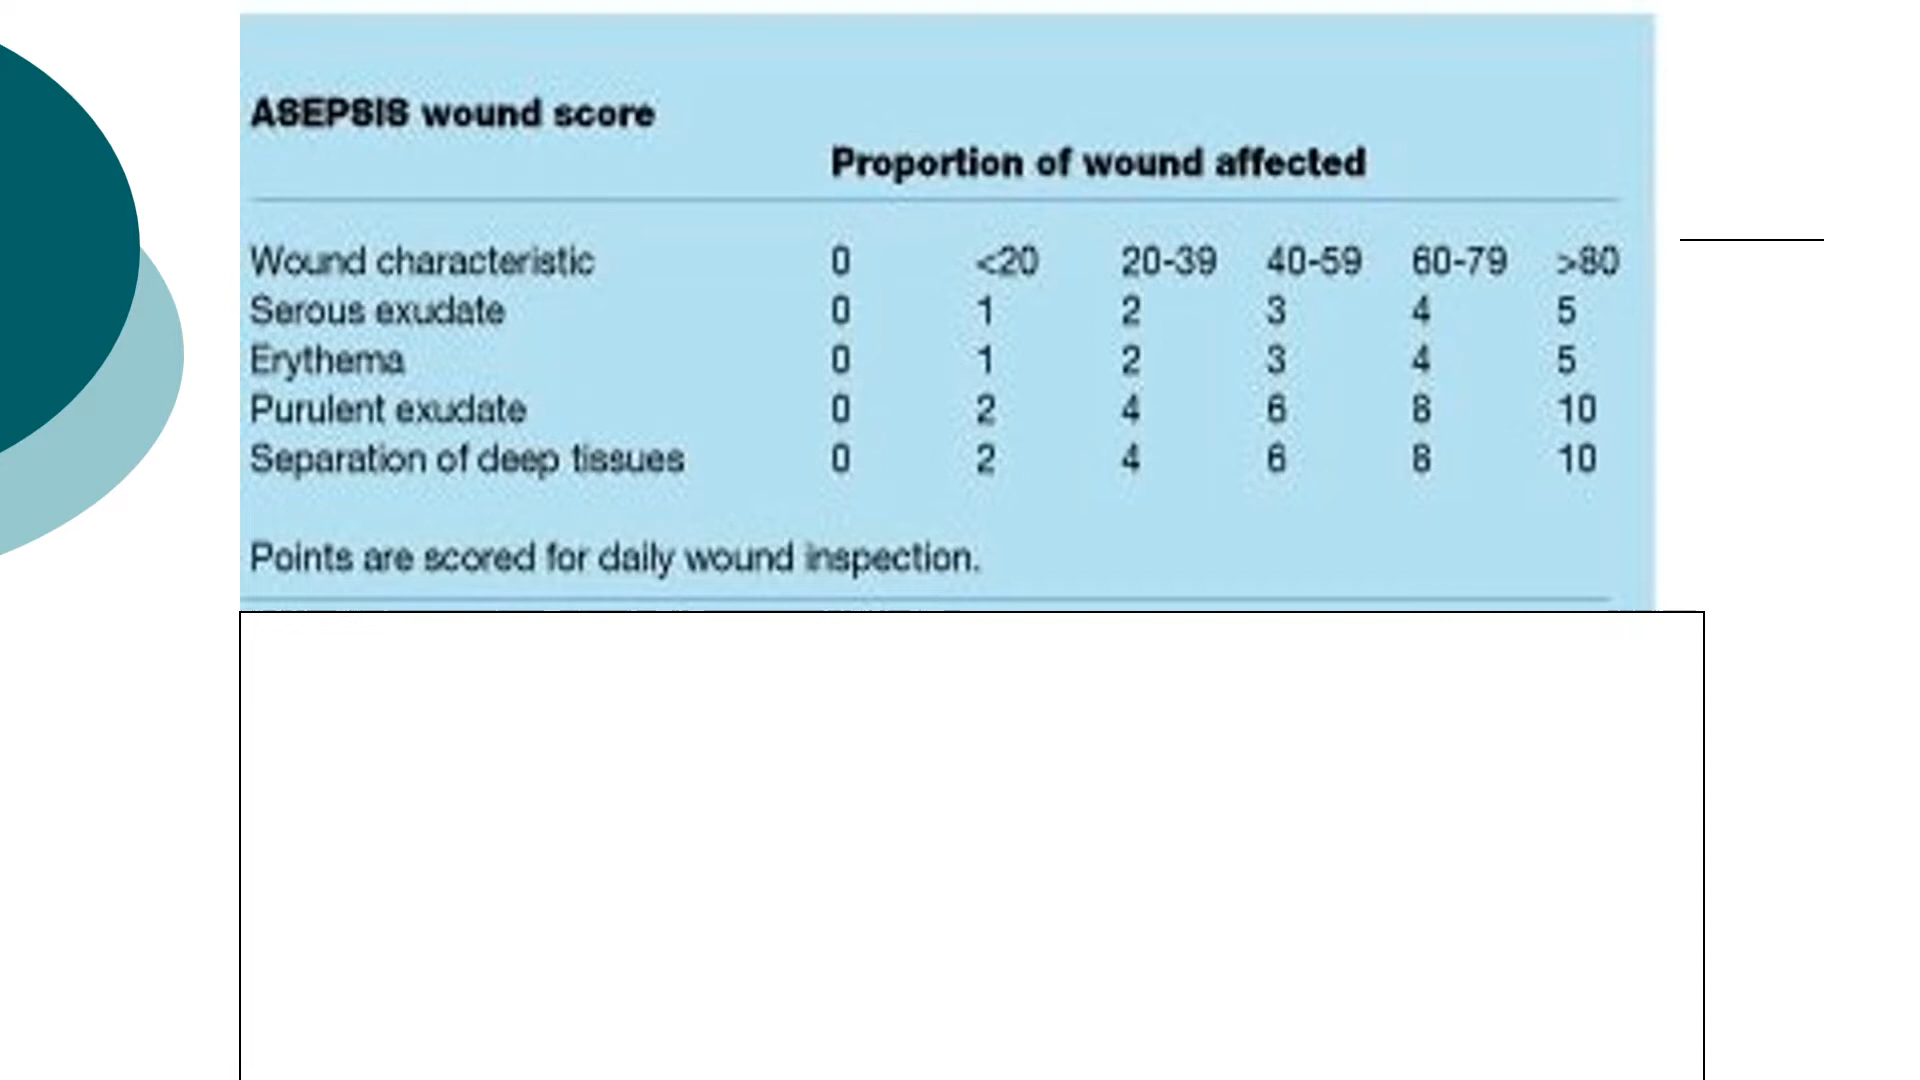 ASEPSIS wound score
Proportion of wound affected
Wound characteristic 0 <20 20-39 40-59 60-79 >80
Serous exudate 0 1 2 3 4 5
Erythema 0 1 2 3 4 5
Purulent exudate 0 2 4 6 8 10
Separation of deep tissues 0 2 4 6 8 10
Points are scored for daily wound inspection.